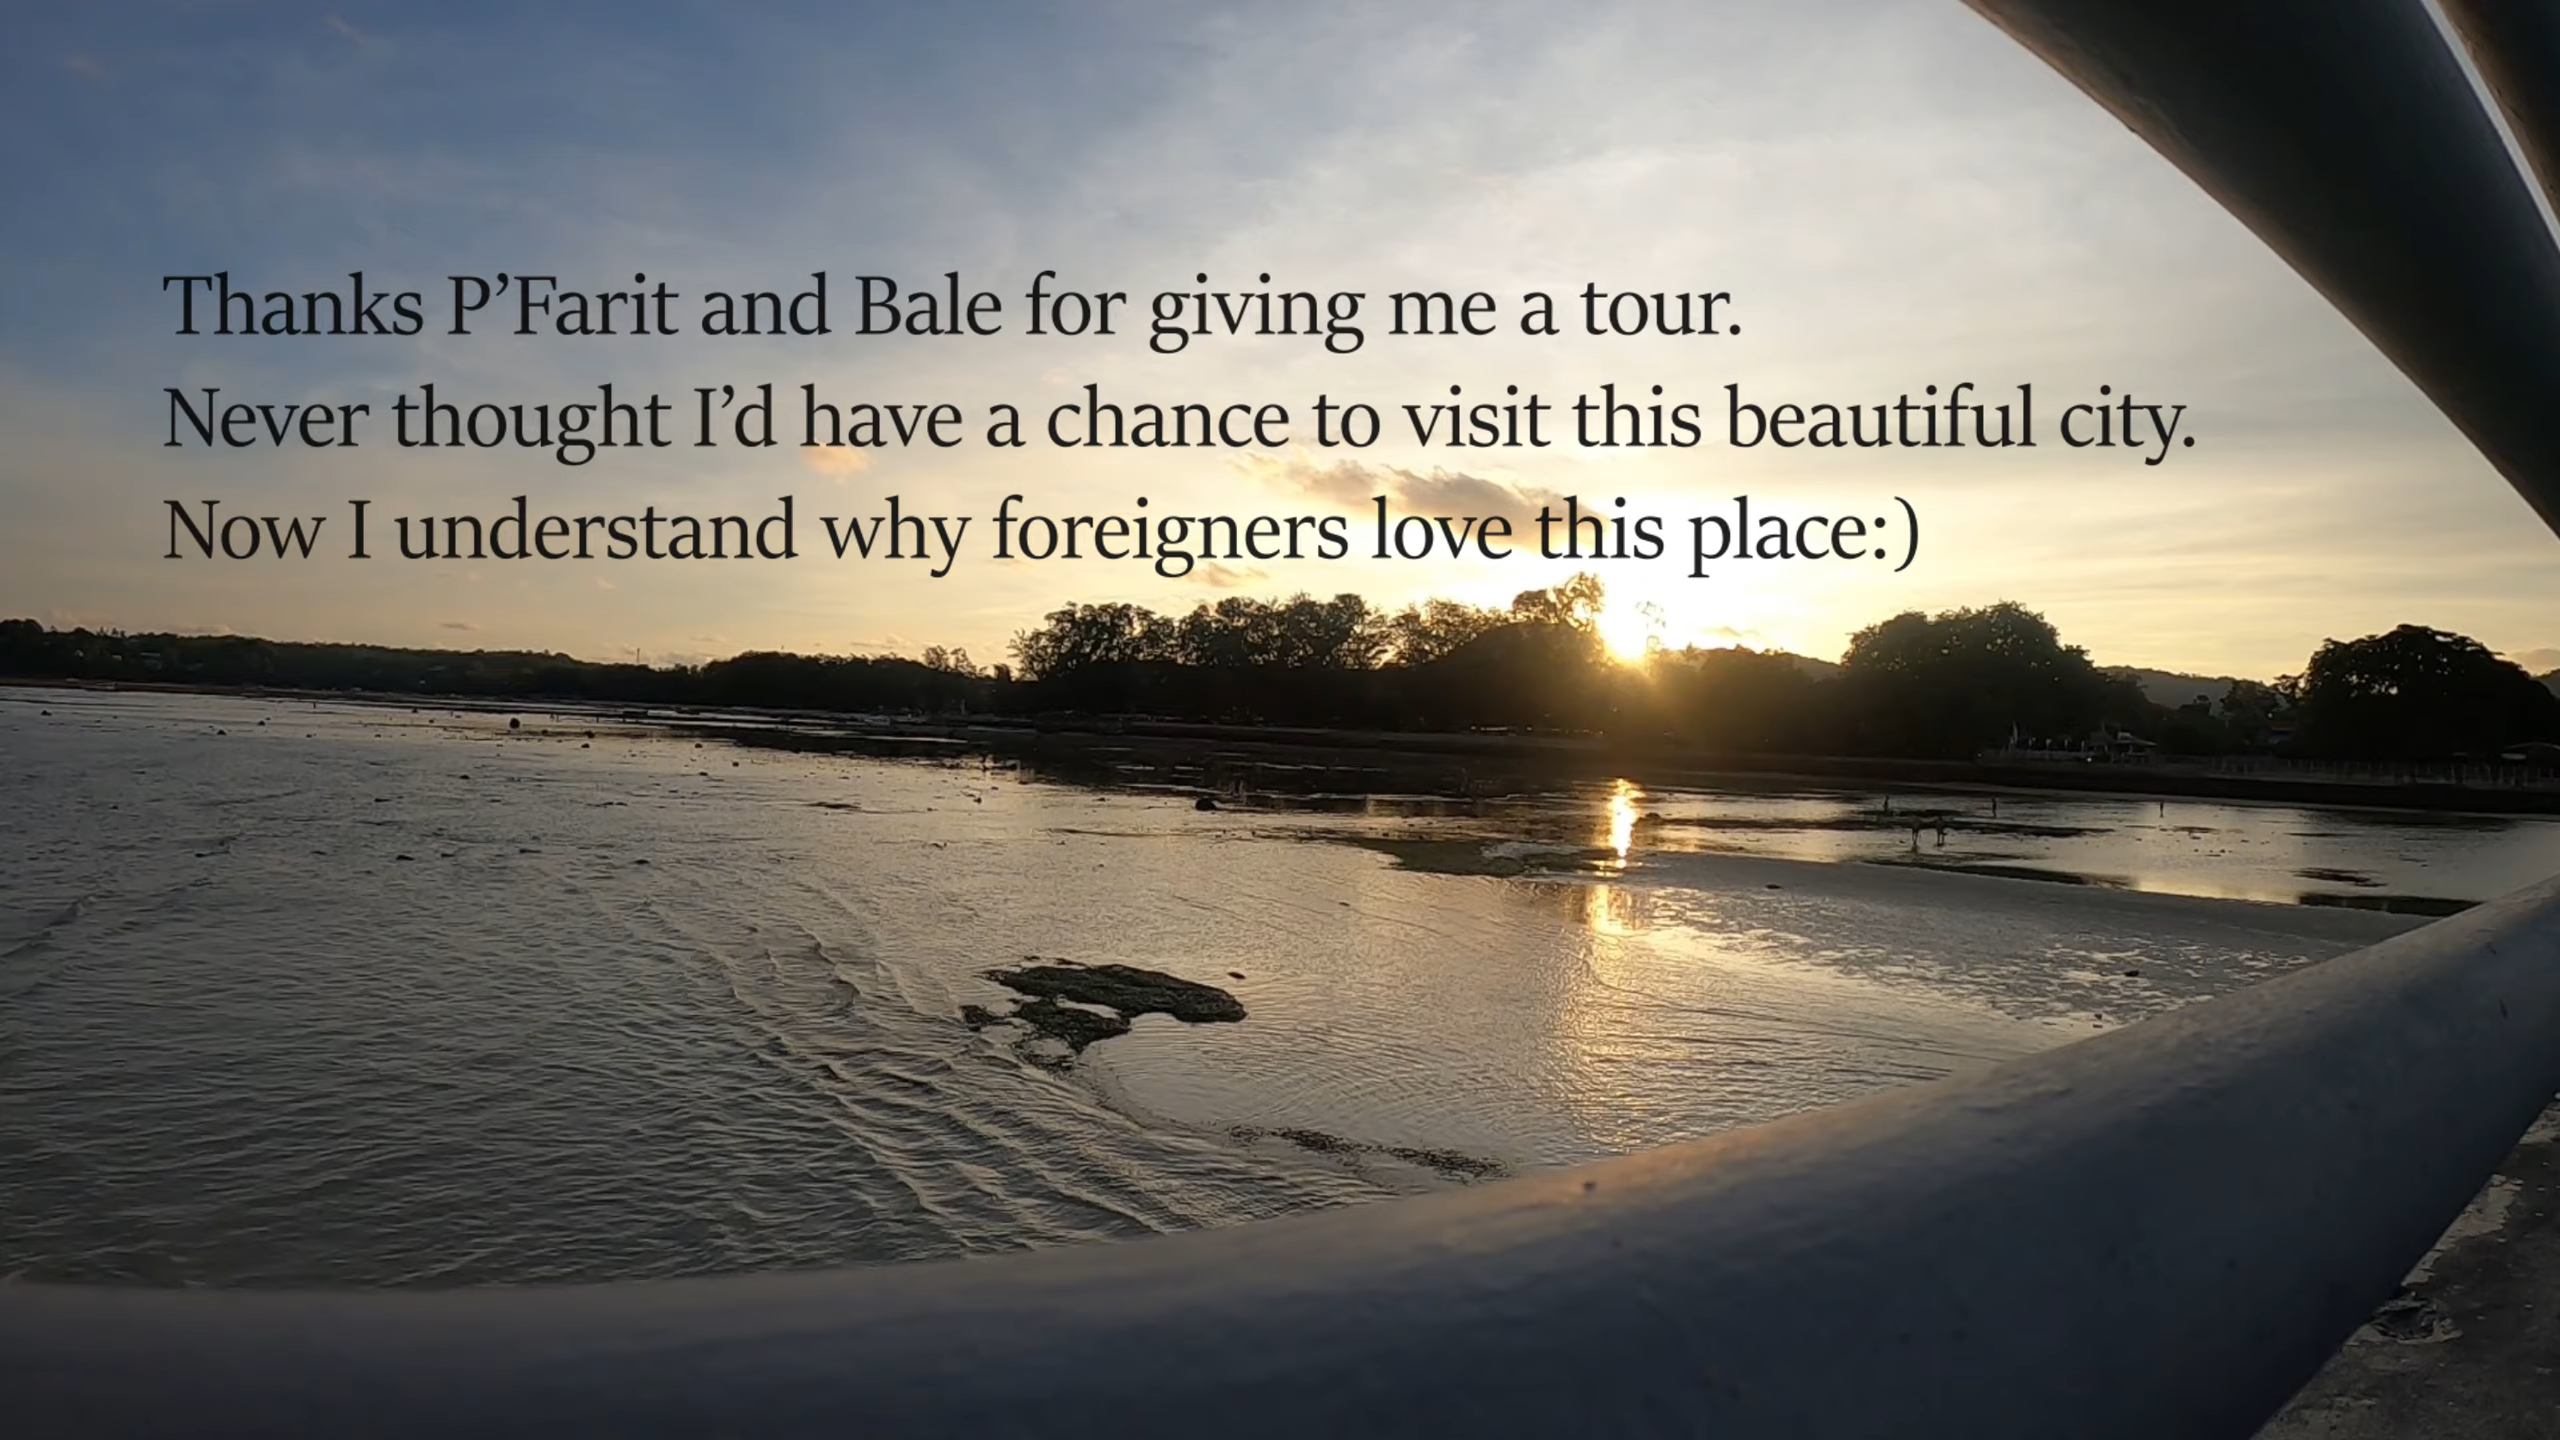 Thanks P’Farit and Bale for giving me a tour.
Never thought I’d have a chance to visit this beautiful city.
Now I understand why foreigners love this place:)